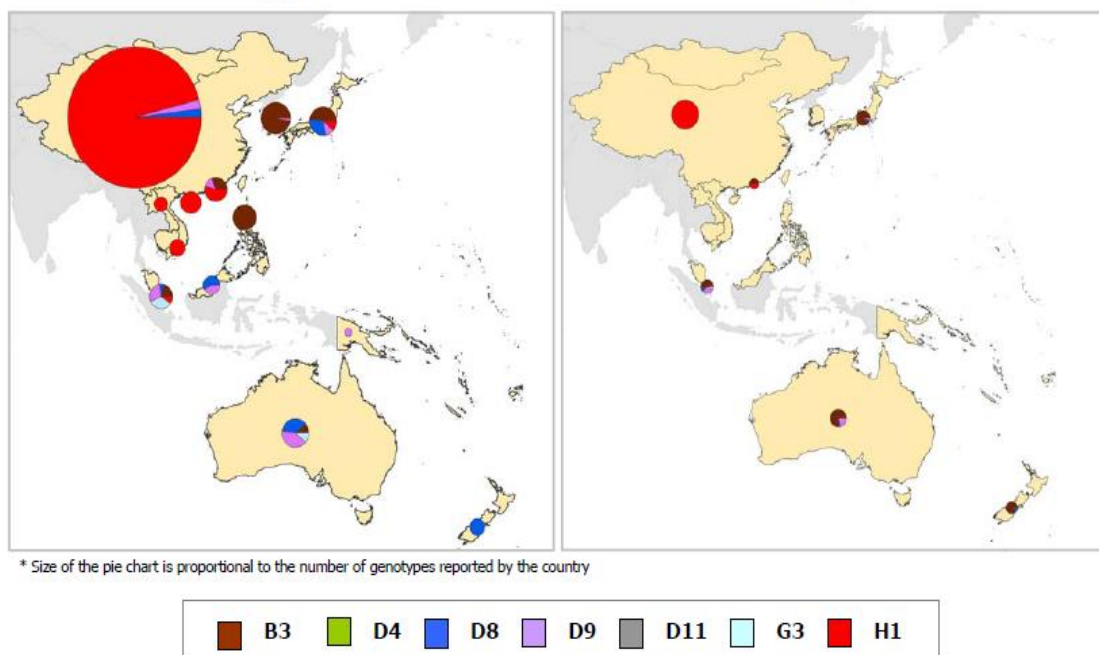 * Size of the pie chart is proportional to the number of genotypes reported by the country
B3 D4 D8 D9 D11 G3 H1